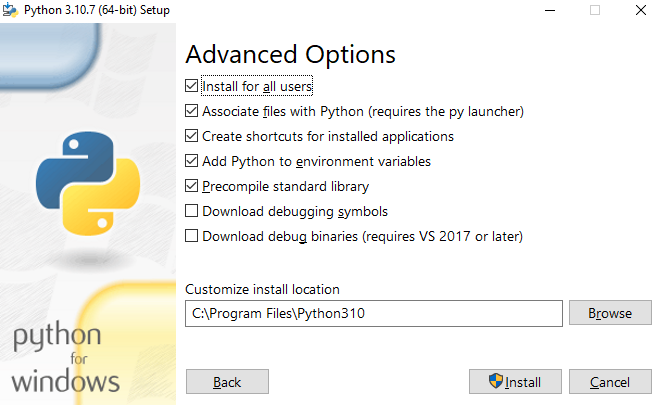 Python 3.10.7 (64-bit) Setup
Advanced Options
Install for all users
Associate files with Python (requires the py launcher)
Create shortcuts for installed applications
Add Python to environment variables
Precompile standard library
Download debugging symbols
Download debug binaries (requires VS 2017 or later)
Customize install location
C:\Program Files\Python310
Browse
python
for
windows
Back
Install
Cancel